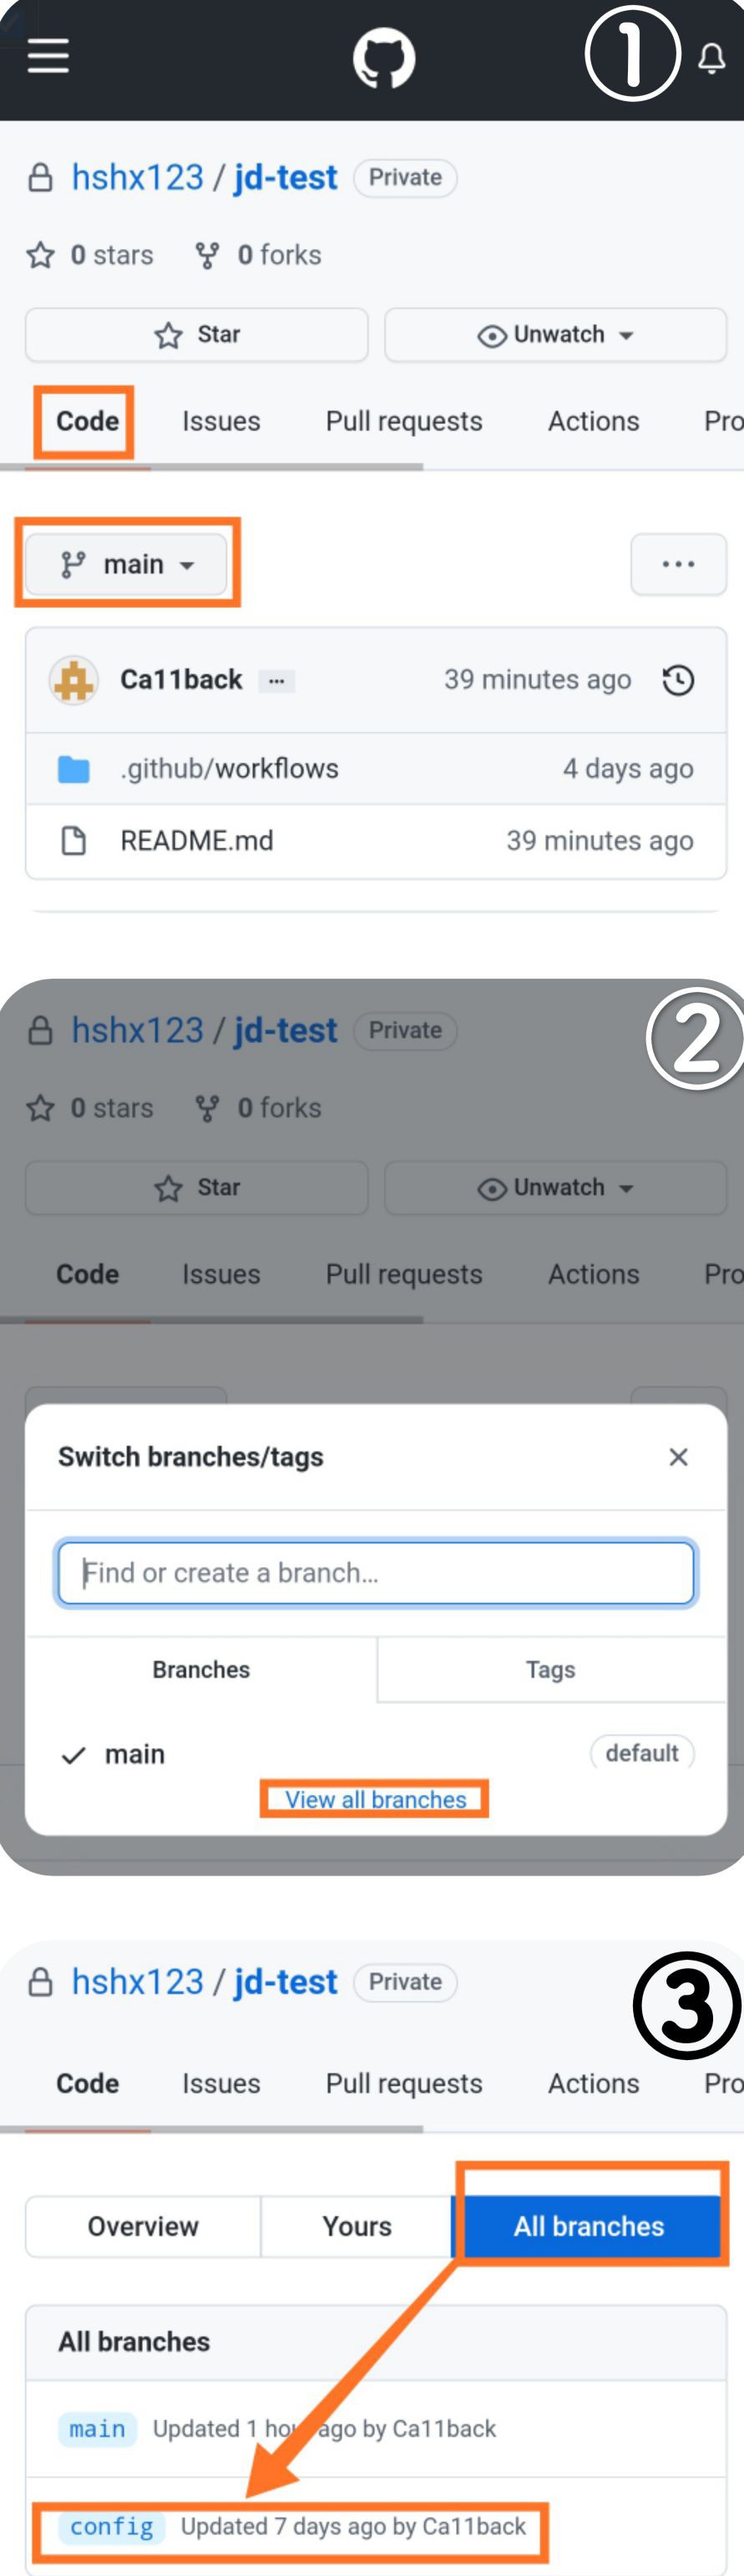 ①
hshx123 / jd-test Private
0 stars 0 forks
Star Unwatch
Code Issues Pull requests Actions Pro
main ...
Ca11back ... 39 minutes ago
.github/workflows 4 days ago
README.md 39 minutes ago
②
hshx123 / jd-test Private
0 stars 0 forks
Star Unwatch
Code Issues Pull requests Actions Pro
Switch branches/tags ×
Find or create a branch...
Branches Tags
✓ main default
View all branches
③
hshx123 / jd-test Private
Code Issues Pull requests Actions Pro
Overview Yours All branches
All branches
main Updated 1 hour ago by Ca11back
config Updated 7 days ago by Ca11back